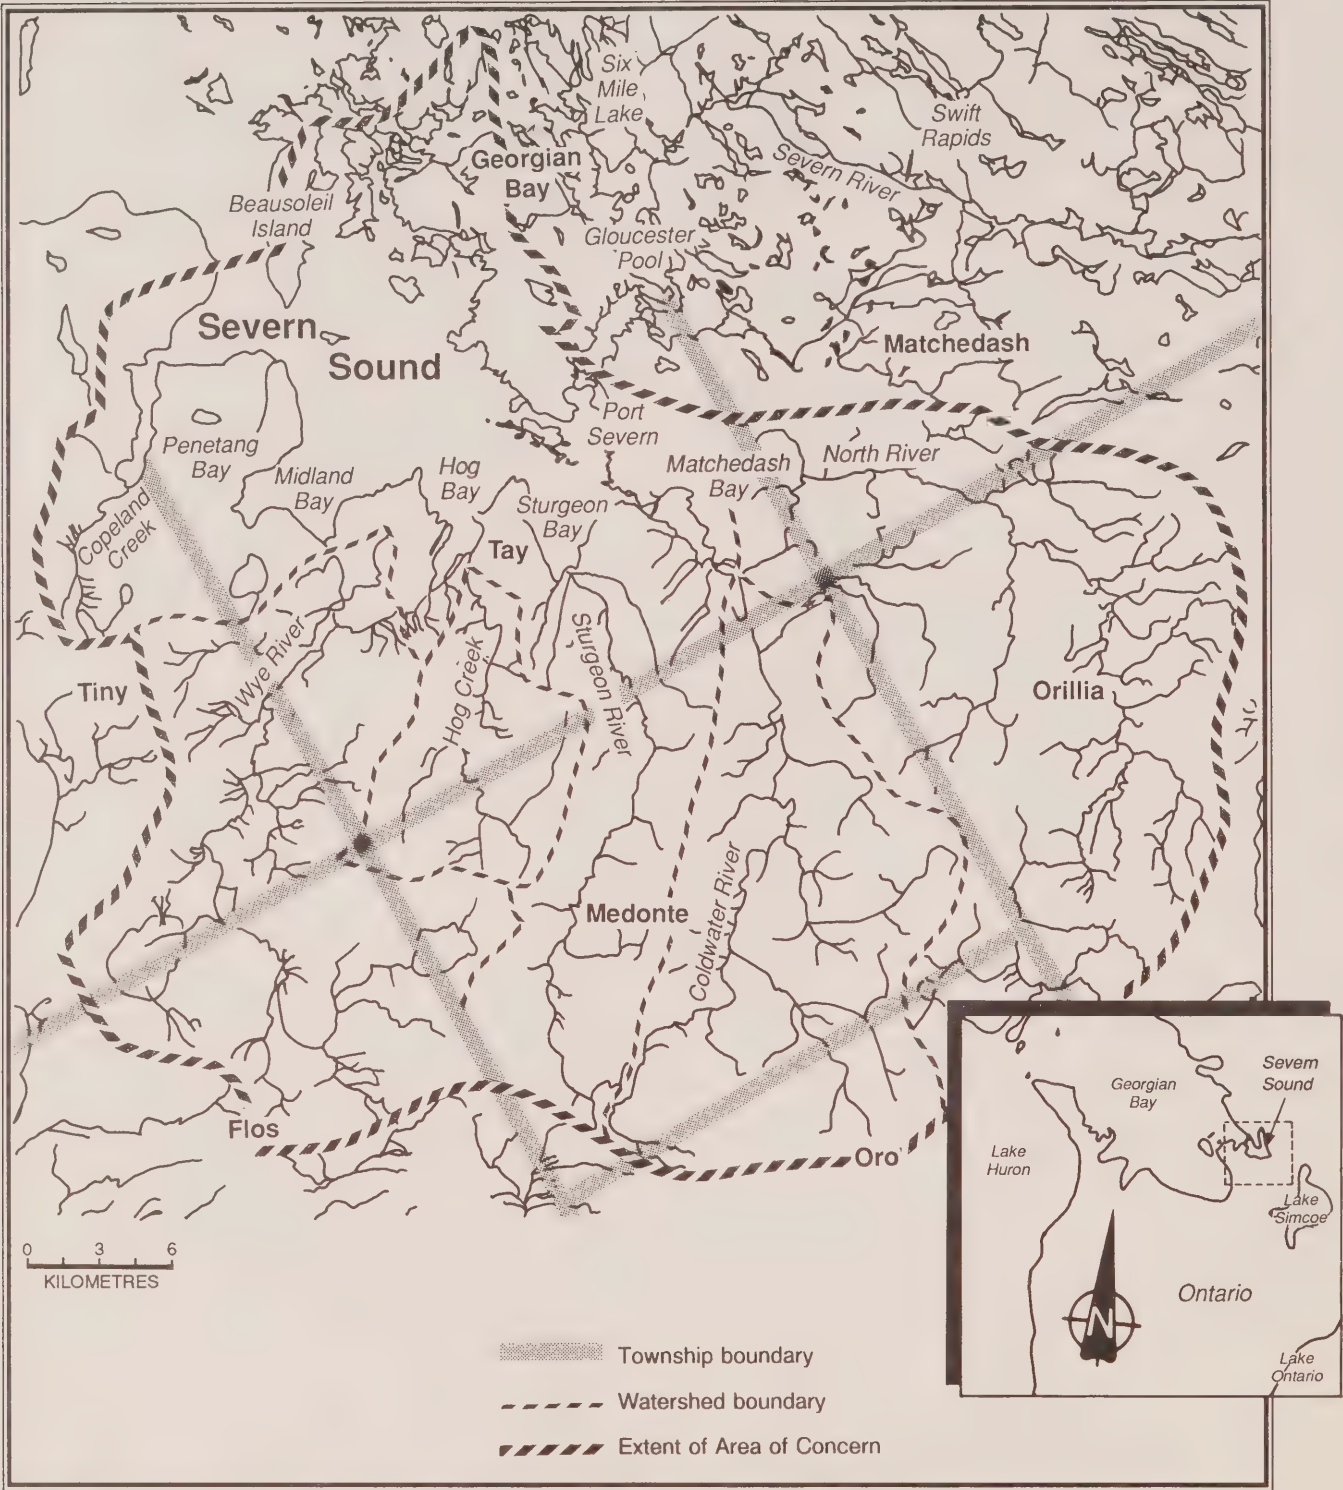 Six
Mile
Lake
Swift
Rapids
Severn River
Georgian
Bay
Beausoleil
Island
Gloucester
Pool
Severn
Sound
Matchedash
Port
Severn
Penetang
Bay
Midland
Bay
Hog
Bay
Sturgeon
Bay
Matchedash
Bay
North River
Copeland
Creek
Tay
Tiny
Wye River
Hog Creek
Sturgeon River
Orillia
Medonte
Coldwater River
Flos
Oro
0 3 6
KILOMETRES
Township boundary
Watershed boundary
Extent of Area of Concern
Georgian
Bay
Severn
Sound
Lake
Huron
Lake
Simcoe
Ontario
N
Lake
Ontario